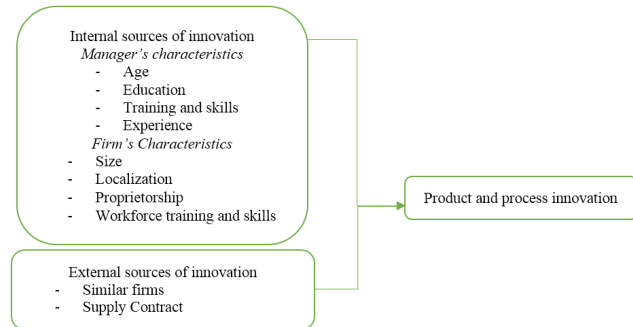 Internal sources of innovation
Manager's characteristics
- Age
- Education
- Training and skills
- Experience
Firm's Characteristics
- Size
- Localization
- Proprietorship
- Workforce training and skills
Product and process innovation
External sources of innovation
- Similar firms
- Supply Contract